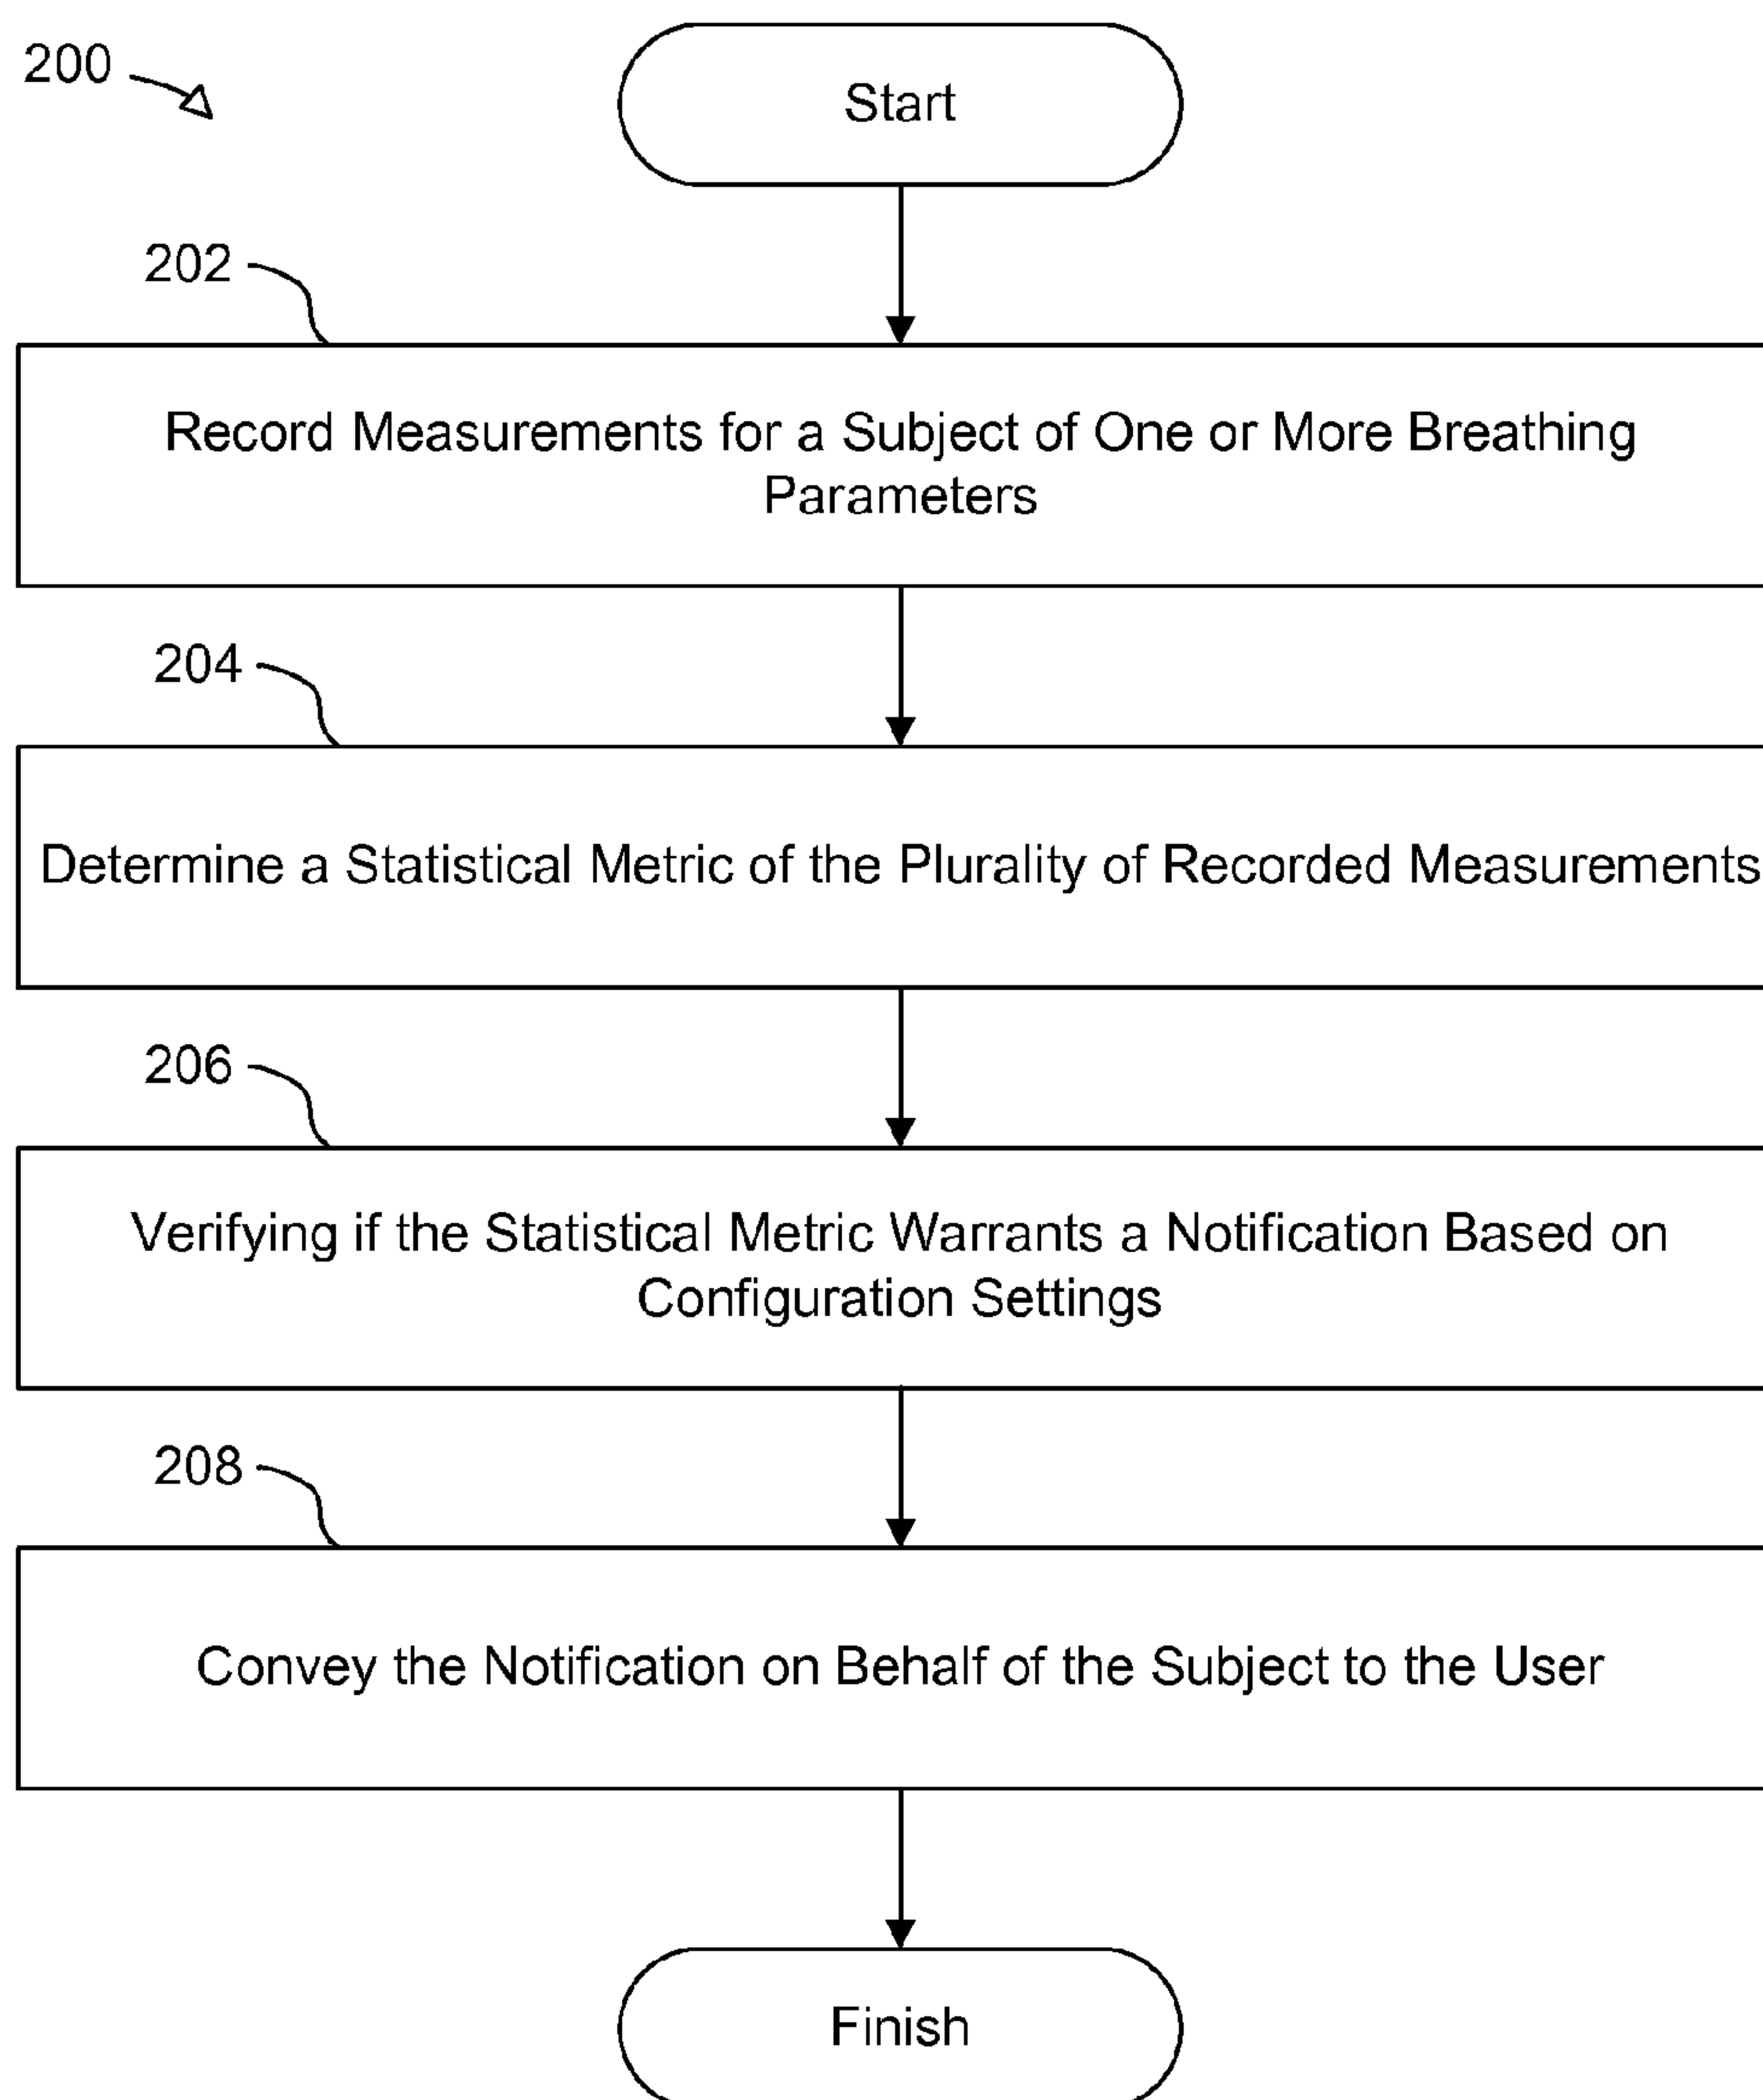 200
Start
202
Record Measurements for a Subject of One or More Breathing
Parameters
204
Determine a Statistical Metric of the Plurality of Recorded Measurements
206
Verifying if the Statistical Metric Warrants a Notification Based on
Configuration Settings
208
Convey the Notification on Behalf of the Subject to the User
Finish